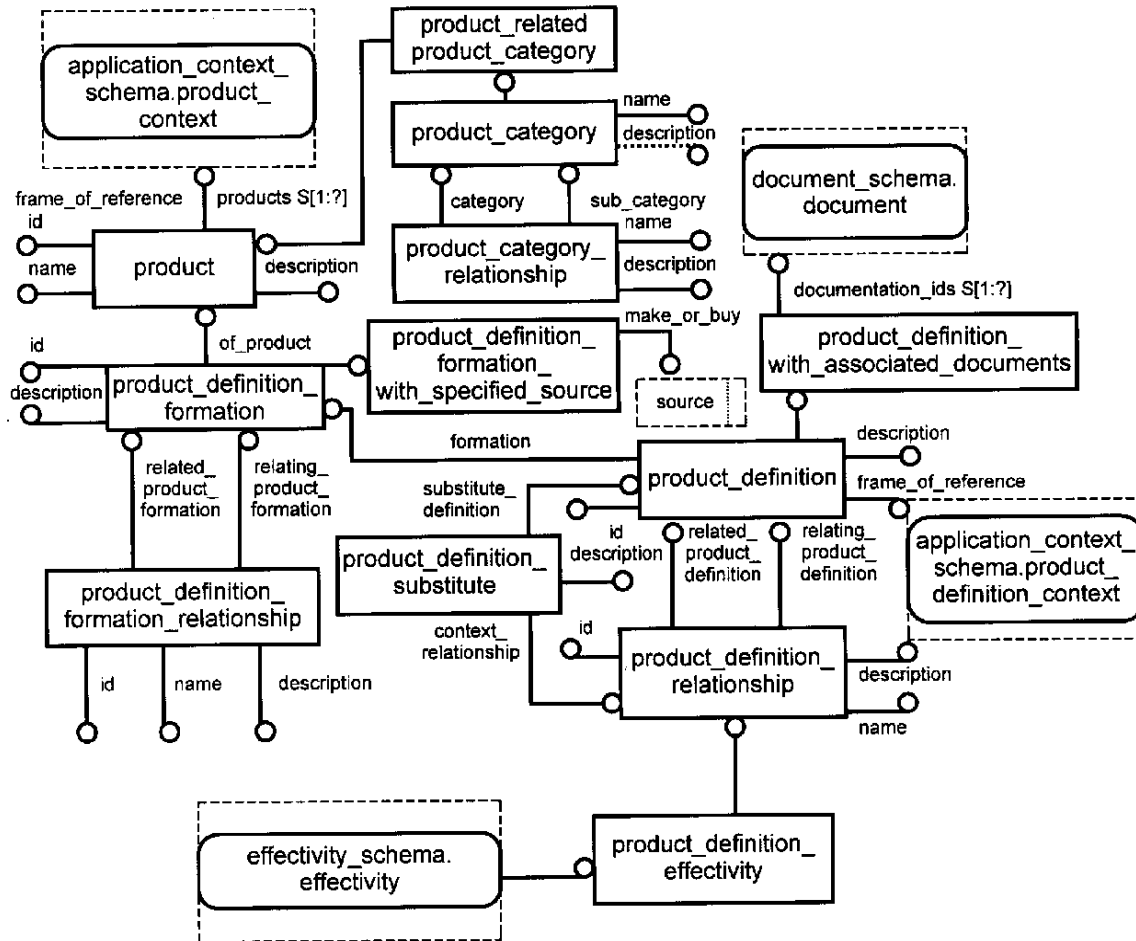 product_related
product_category
application_context_
schema.product_
context
name
product_category
description
document_schema.
document
frame_of_reference
products S[1:?]
category
sub_category
id
name
product
product_category_
relationship
name
description
description
documentation_ids S[1:?]
make_or_buy
id
of_product
product_definition_
formation_
with_specified_source
product_definition_
with_associated_documents
description
product_definition_
formation
source
formation
description
related_
product_
formation
relating_
product_
formation
substitute_
definition
product_definition
frame_of_reference
id
description
related_
product_
definition
relating_
product_
definition
application_context_
schema.product_
definition_context
product_definition_
substitute
product_definition_
formation_relationship
context_
relationship
id
product_definition_
relationship
description
name
id
name
description
effectivity_schema.
effectivity
product_definition_
effectivity